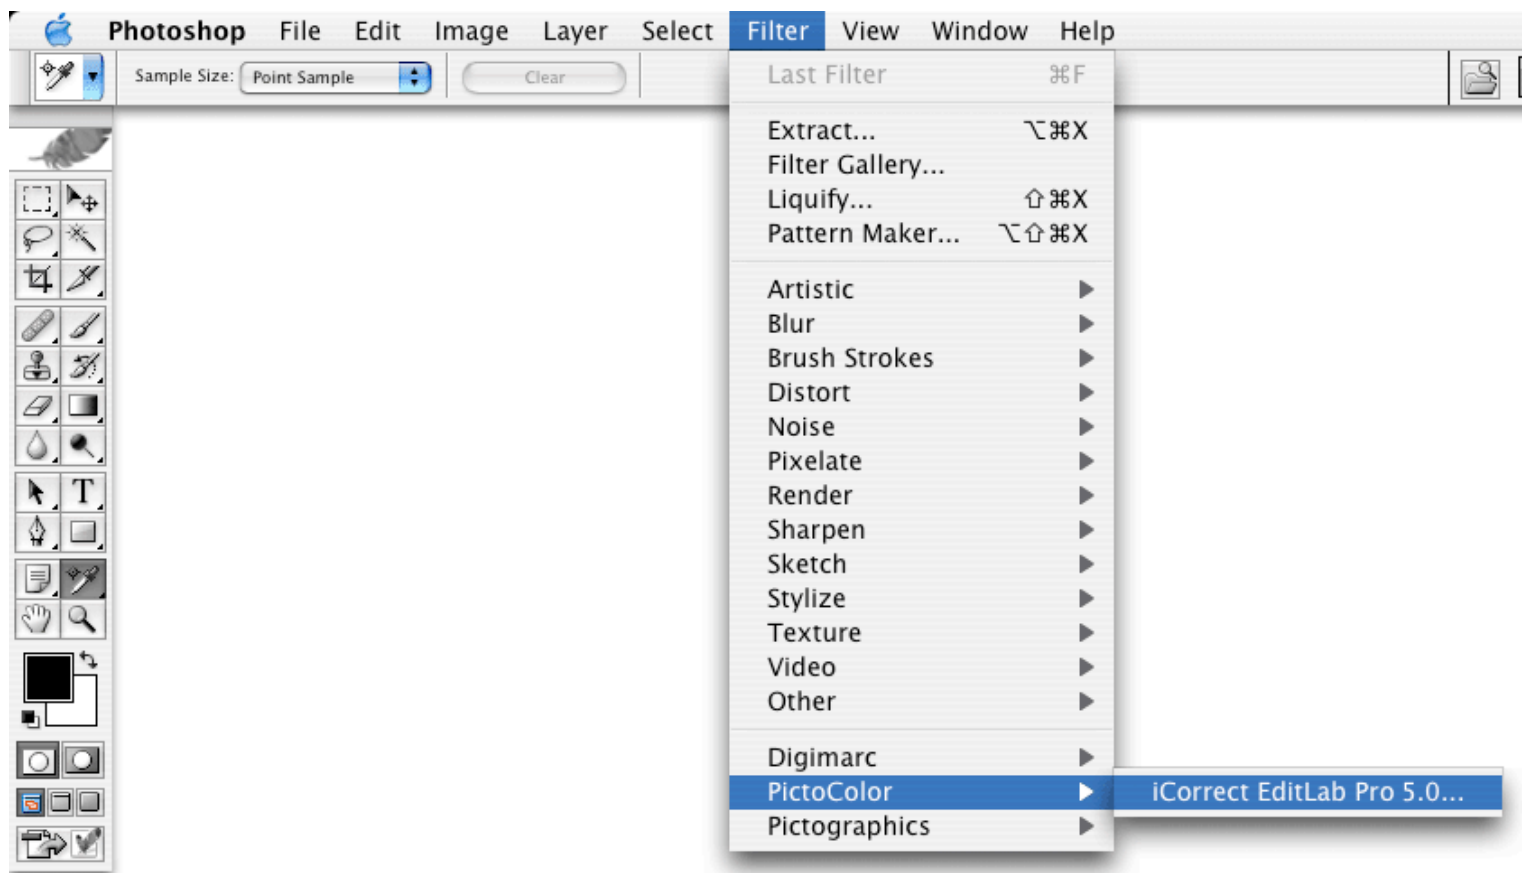 Photoshop File Edit Image Layer Select Filter View Window Help
Sample Size: Point Sample Clear
Last Filter ⌘F
Extract... ⌥⌘X
Filter Gallery...
Liquify... ⇧⌘X
Pattern Maker... ⌥⇧⌘X
Artistic
Blur
Brush Strokes
Distort
Noise
Pixelate
Render
Sharpen
Sketch
Stylize
Texture
Video
Other
Digimarc
PictoColor iCorrect EditLab Pro 5.0...
Pictographics
T